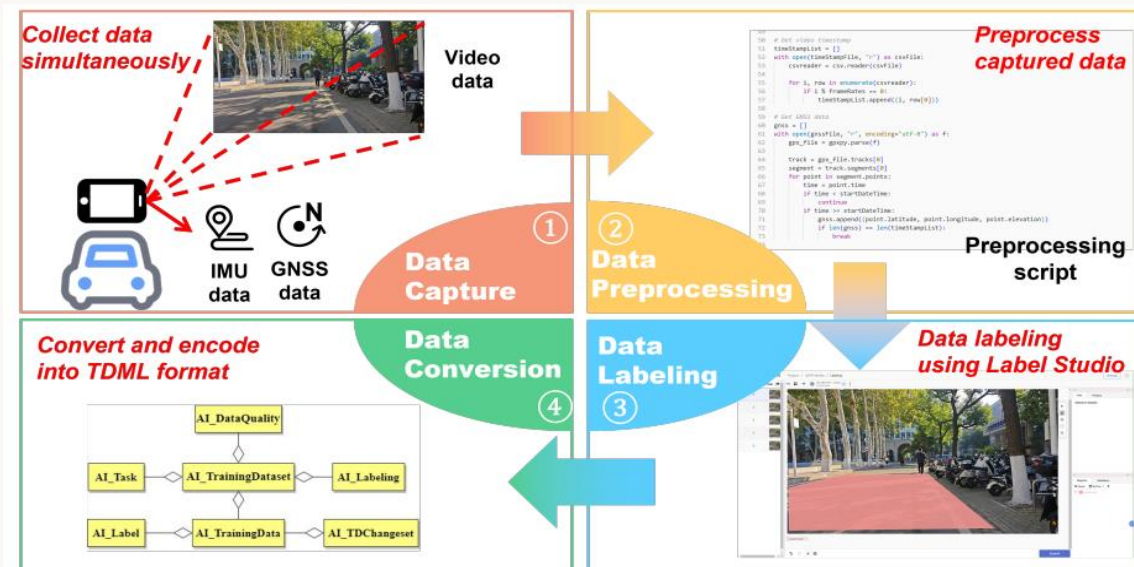 Collect data
simultaneously
Video
data
IMU
data
GNSS
data
N
①
Data
Capture
Preprocess
captured data
# Get video timestamp
timeStampList = []
with open(timeStampFile, "r") as csvfile:
csvreader = csv.reader(csvfile)
for i, row in enumerate(csvreader):
if i % frameRates == 0:
timeStampList.append((i, row[0]))
# Get GNSS data
gnss = []
with open(gnssfile, "r", encoding="utf-8") as f:
gpx_file = gpxpy.parse(f)
track = gpx_file.tracks[0]
segment = track.segments[0]
for point in segment.points:
time = point.time
if time < startDateTime:
continue
if time >= startDateTime:
gnss.append((point.latitude, point.longitude, point.elevation))
if len(gnss) == len(timeStampList):
break
Preprocessing
script
②
Data
Preprocessing
Data labeling
using Label Studio
Data
Labeling
③
Convert and encode
into TDML format
Data
Conversion
④
AI_DataQuality
AI_Task
AI_TrainingDataset
AI_Labeling
AI_Label
AI_TrainingData
AI_TDChangeset